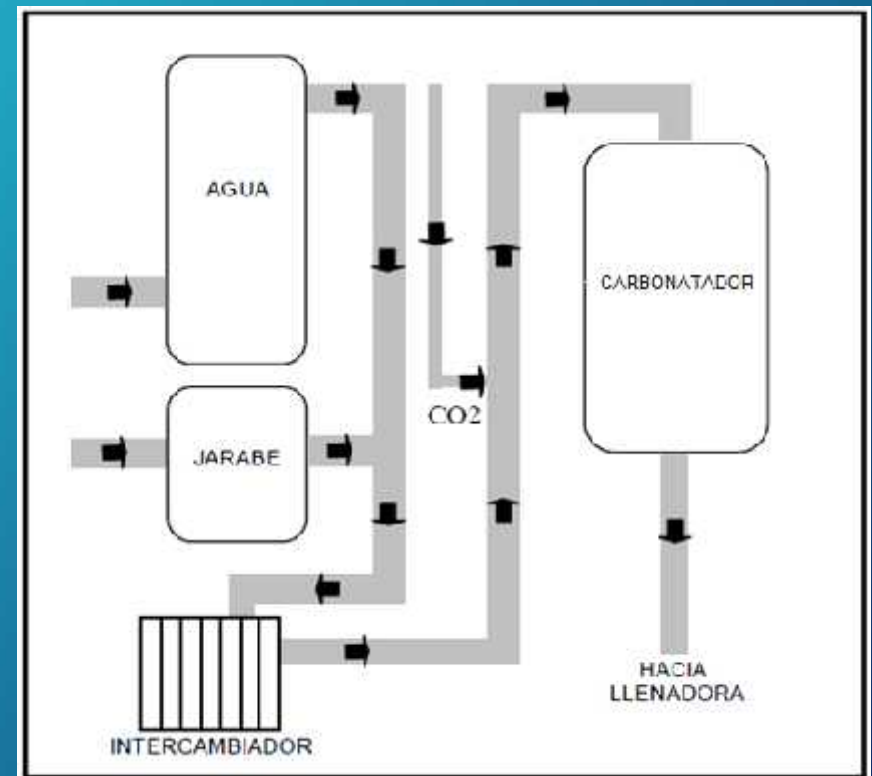 AGUA
CARBONATADOR
CO2
JARABE
HACIA
LLENADORA
INTERCAMBIADOR